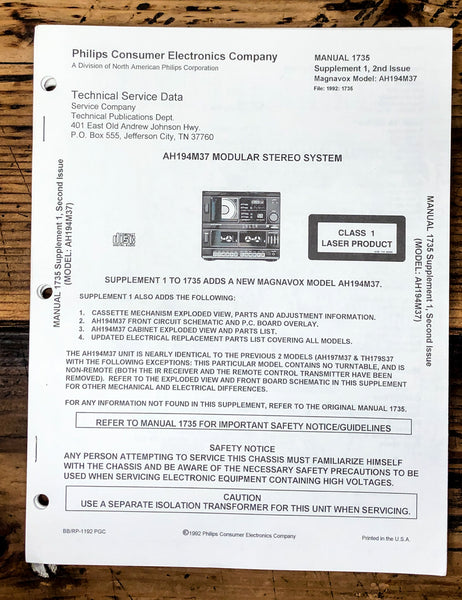 Philips Consumer Electronics Company
A Division of North American Philips Corporation
MANUAL 1735
Supplement 1, 2nd Issue
Magnavox Model: AH194M37
File: 1992: 1735
Technical Service Data
Service Company
Technical Publications Dept.
401 East Old Andrew Johnson Hwy.
P.O. Box 555, Jefferson City, TN 37760
AH194M37 MODULAR STEREO SYSTEM
CLASS 1
LASER PRODUCT
SUPPLEMENT 1 TO 1735 ADDS A NEW MAGNAVOX MODEL AH194M37.
SUPPLEMENT 1 ALSO ADDS THE FOLLOWING:
1. CASSETTE MECHANISM EXPLODED VIEW, PARTS AND ADJUSTMENT INFORMATION.
2. AH194M37 FRONT CIRCUIT SCHEMATIC AND P.C. BOARD OVERLAY.
3. AH194M37 CABINET EXPLODED VIEW AND PARTS LIST.
4. UPDATED ELECTRICAL REPLACEMENT PARTS LIST COVERING ALL MODELS.
THE AH194M37 UNIT IS NEARLY IDENTICAL TO THE PREVIOUS 2 MODELS (AH197M37 & TH179S37
WITH THE FOLLOWING EXCEPTIONS: THIS PARTICULAR MODEL CONTAINS NO TURNTABLE, AND IS
NON-REMOTE (BOTH THE IR RECEIVER AND THE REMOTE CONTROL TRANSMITTER HAVE BEEN
REMOVED). REFER TO THE EXPLODED VIEW AND FRONT BOARD SCHEMATIC IN THIS SUPPLEMENT
FOR OTHER MECHANICAL AND ELECTRICAL DIFFERENCES.
FOR ANY INFORMATION NOT FOUND IN THIS SUPPLEMENT, REFER TO THE ORIGINAL MANUAL 1735.
REFER TO MANUAL 1735 FOR IMPORTANT SAFETY NOTICE/GUIDELINES
SAFETY NOTICE
ANY PERSON ATTEMPTING TO SERVICE THIS CHASSIS MUST FAMILIARIZE HIMSELF
WITH THE CHASSIS AND BE AWARE OF THE NECESSARY SAFETY PRECAUTIONS TO BE
USED WHEN SERVICING ELECTRONIC EQUIPMENT CONTAINING HIGH VOLTAGES.
CAUTION
USE A SEPARATE ISOLATION TRANSFORMER FOR THIS UNIT WHEN SERVICING.
BB/RP-1192 PGC
©1992 Philips Consumer Electronics Company
Printed in the U.S.A.
MANUAL 1735 Supplement 1, Second Issue
(MODEL: AH194M37)
MANUAL 1735 Supplement 1, Second Issue
(MODEL: AH194M37)